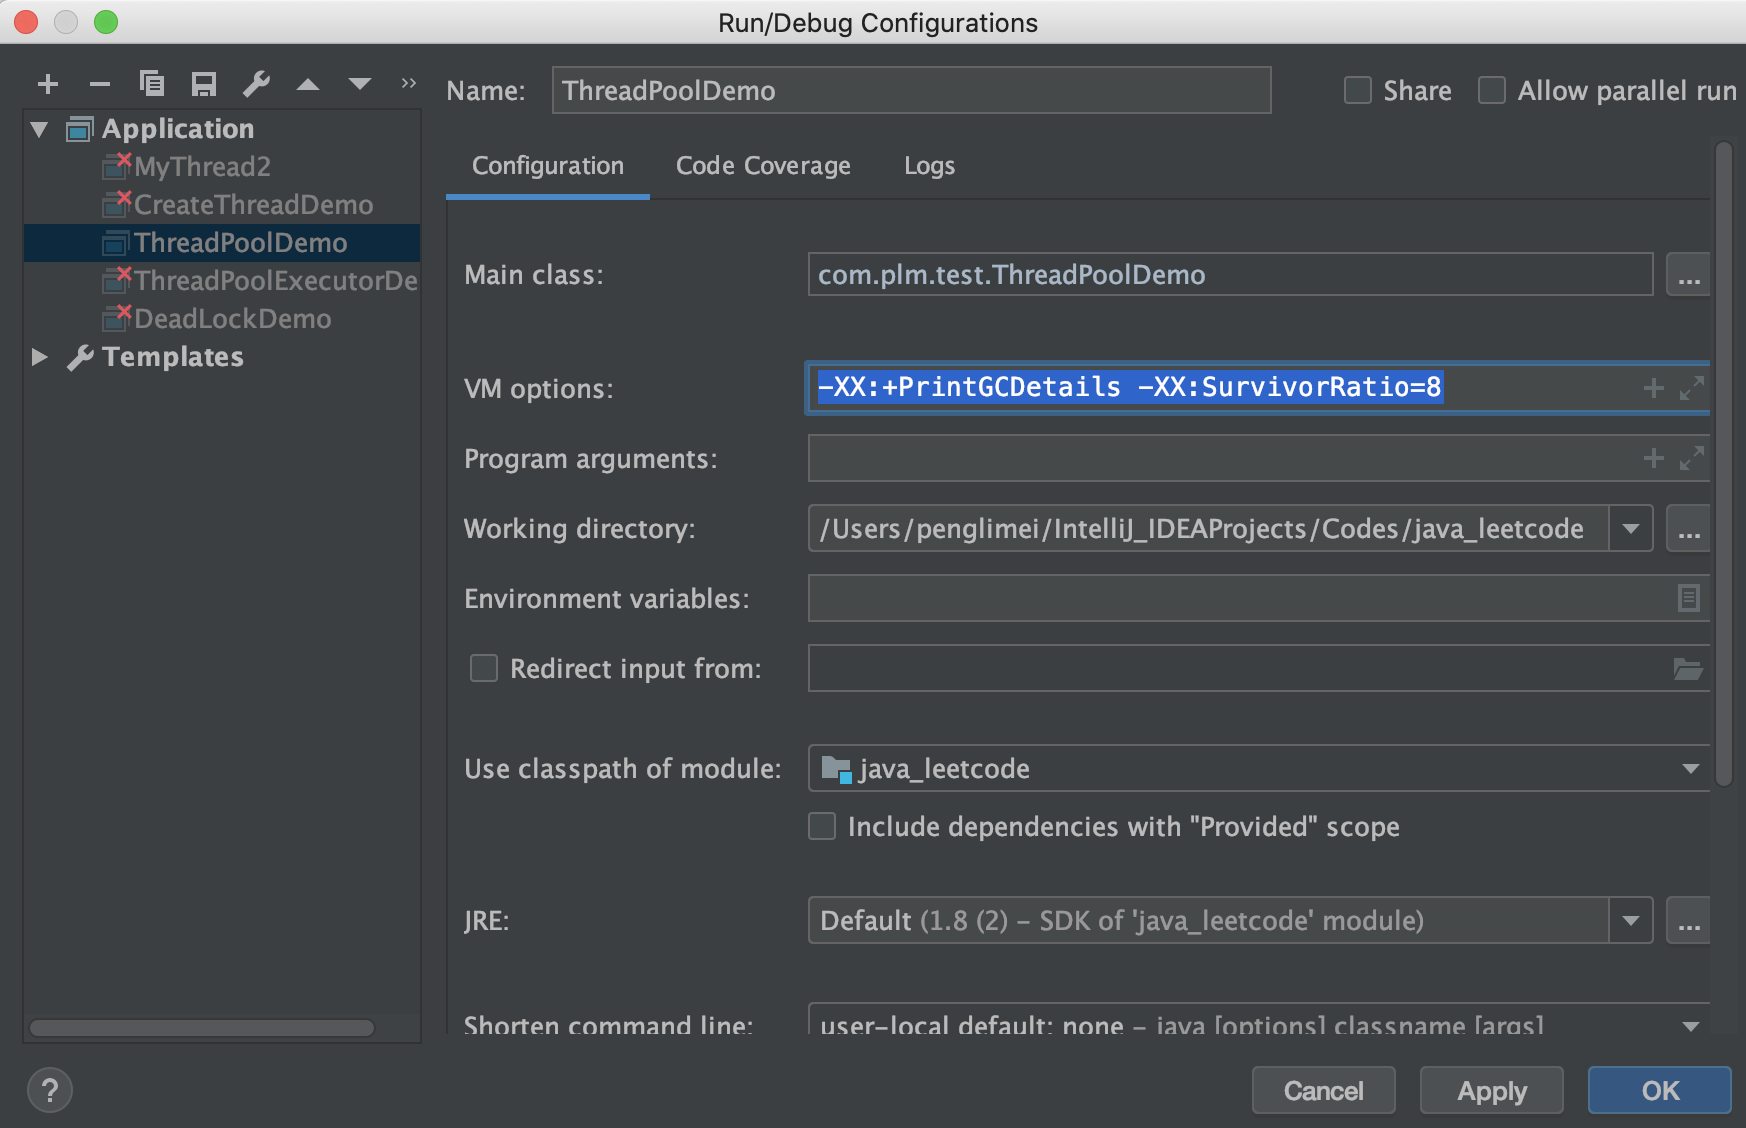 Run/Debug Configurations
Name: ThreadPoolDemo Share Allow parallel run
Application
MyThread2
CreateThreadDemo
ThreadPoolDemo
ThreadPoolExecutorDe
DeadLockDemo
Templates
Configuration Code Coverage Logs
Main class: com.plm.test.ThreadPoolDemo ...
VM options: -XX:+PrintGCDetails -XX:SurvivorRatio=8
Program arguments:
Working directory: /Users/penglimei/IntelliJ_IDEAProjects/Codes/java_leetcode ...
Environment variables:
Redirect input from:
Use classpath of module: java_leetcode
Include dependencies with "Provided" scope
JRE: Default (1.8 (2) – SDK of 'java_leetcode' module) ...
Shorten command line: user-local default: none – java [options] classname [args]
? Cancel Apply OK